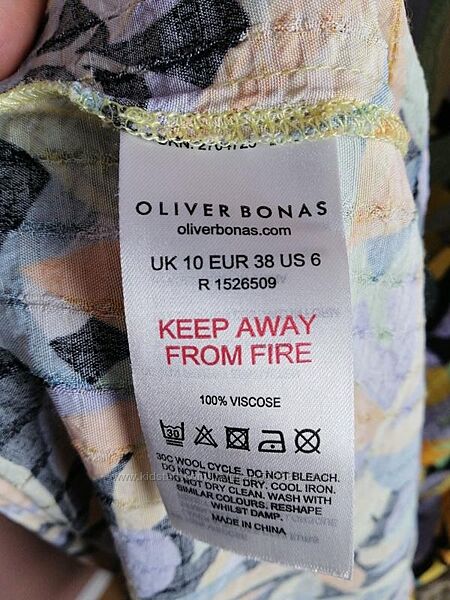 OLIVER BONAS
oliverbonas.com
UK 10 EUR 38 US 6
R 1526509
KEEP AWAY
FROM FIRE
100% VISCOSE
30
30C WOOL CYCLE. DO NOT BLEACH.
DO NOT TUMBLE DRY. COOL IRON.
DO NOT DRY CLEAN. WASH WITH
SIMILAR COLOURS. RESHAPE
WHILST DAMP.
MADE IN CHINA